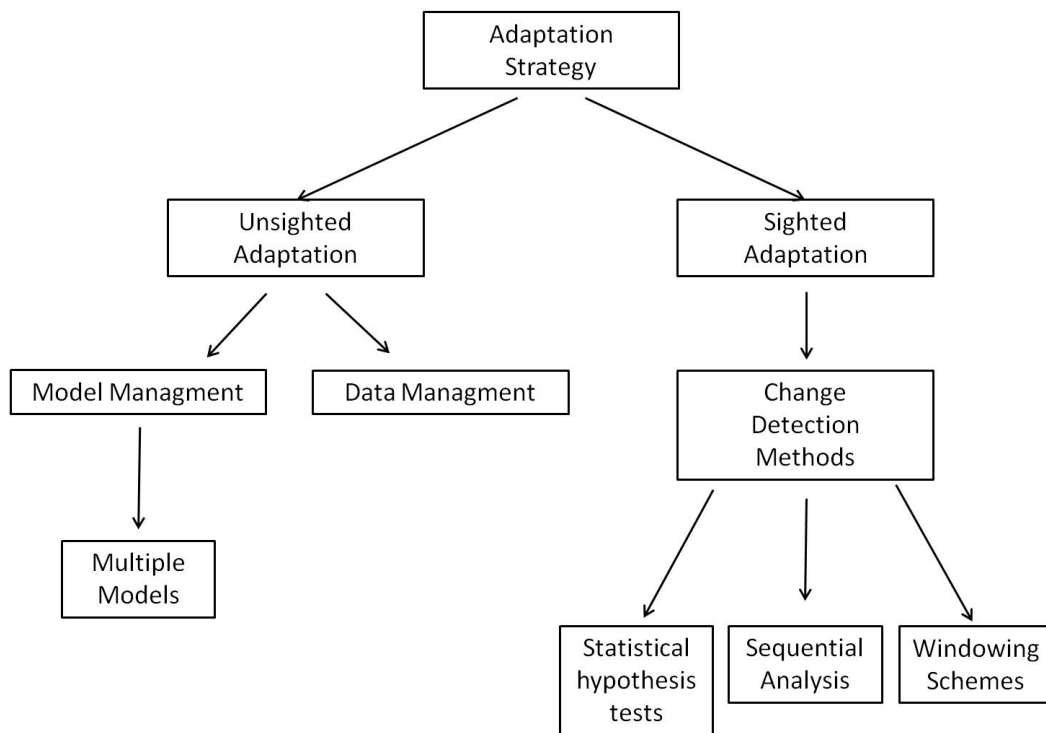 Adaptation
Strategy
Unsighted
Adaptation
Sighted
Adaptation
Model Managment
Data Managment
Change
Detection
Methods
Multiple
Models
Statistical
hypothesis
tests
Sequential
Analysis
Windowing
Schemes